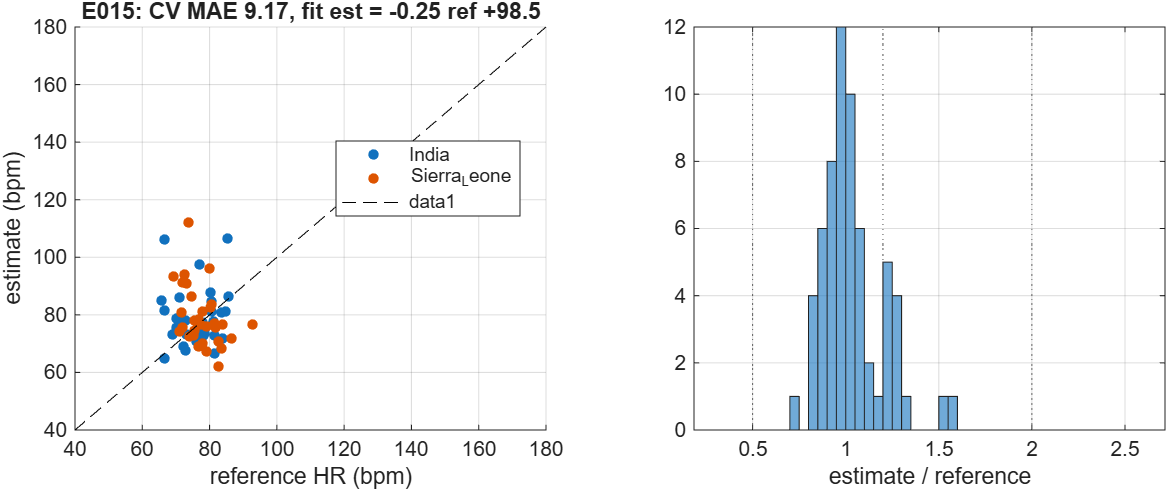 E015: CV MAE 9.17, fit est = -0.25 ref +98.5
180
160
140
120
100
80
60
40
40 60 80 100 120 140 160 180
estimate (bpm)
reference HR (bpm)
India
Sierra_Leone
data1
12
10
8
6
4
2
0
0.5 1 1.5 2 2.5
estimate / reference